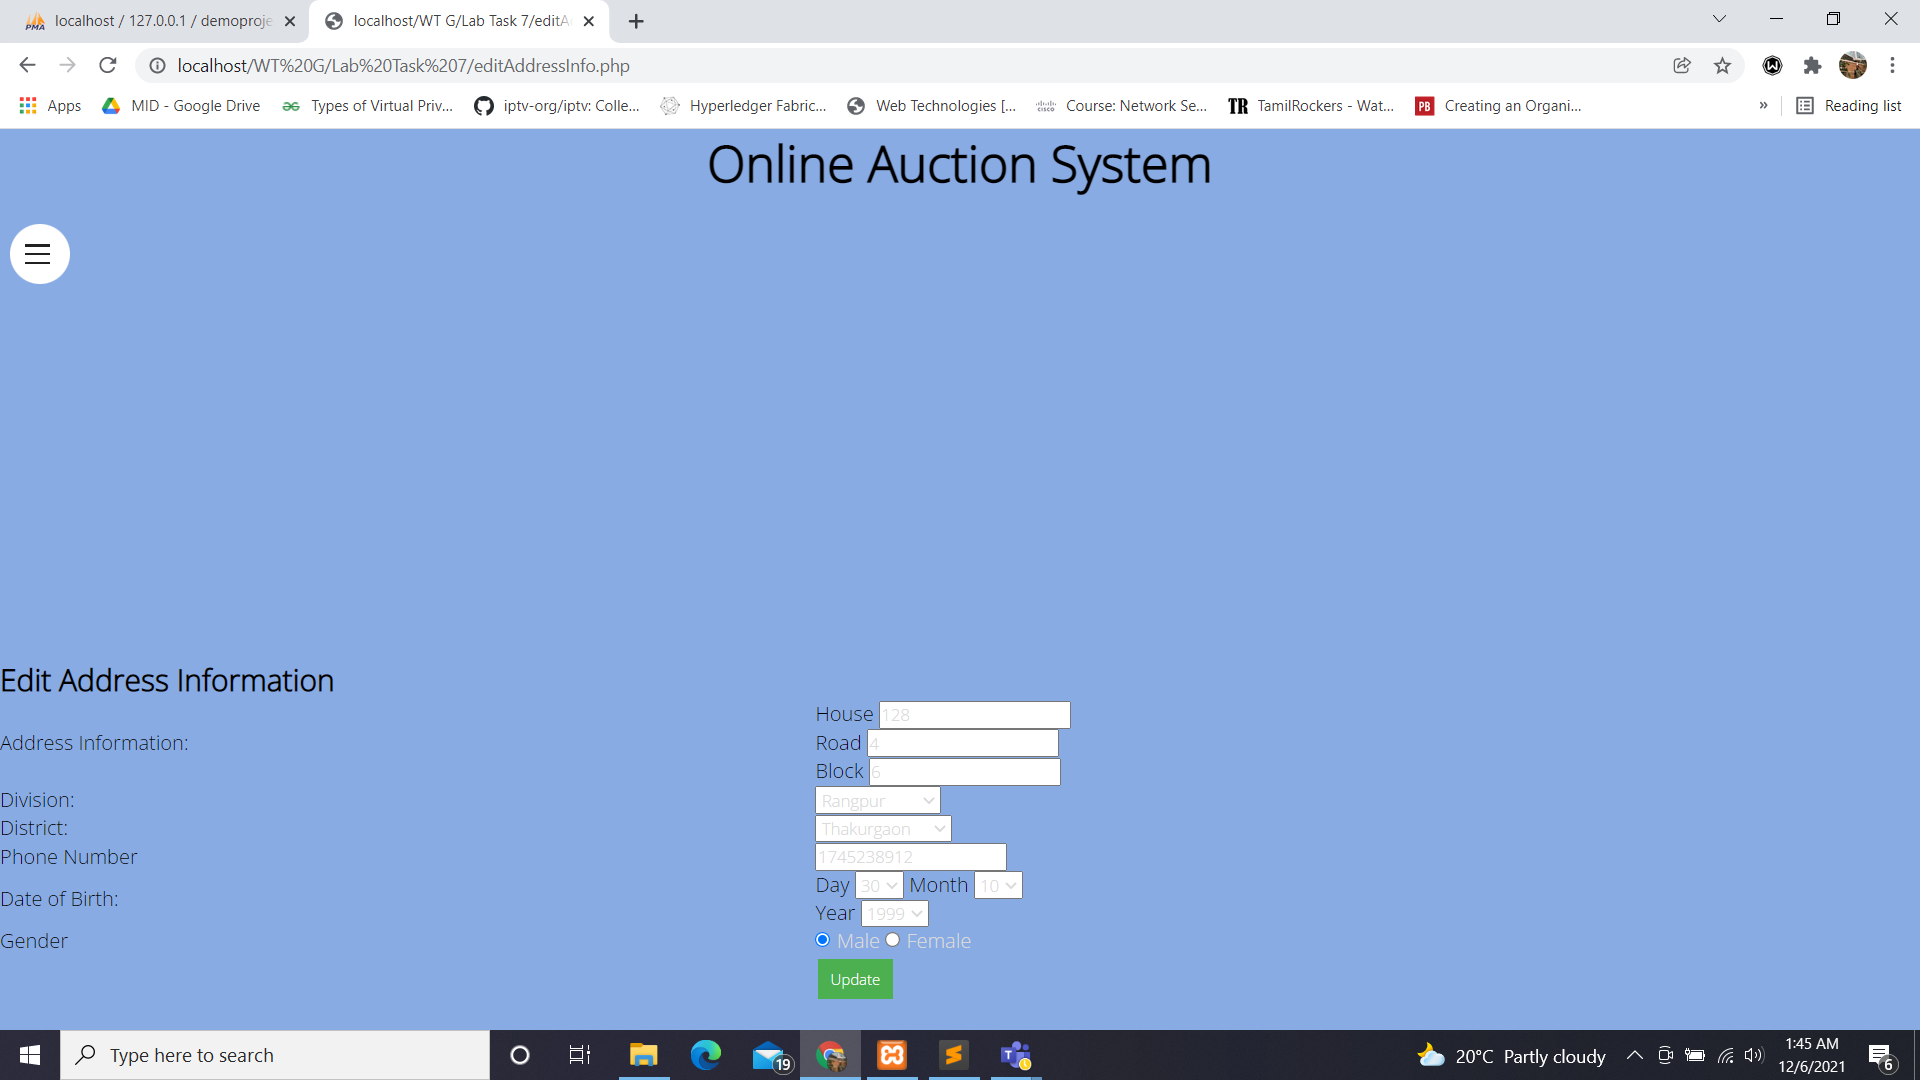 localhost / 127.0.0.1 / demoproje
localhost/WT G/Lab Task 7/editA
localhost/WT%20G/Lab%20Task%207/editAddressInfo.php
Apps
MID - Google Drive
Types of Virtual Priv...
iptv-org/iptv: Colle...
Hyperledger Fabric...
Web Technologies [...
Course: Network Se...
TamilRockers - Wat...
Creating an Organi...
»
Reading list
Online Auction System
Edit Address Information
House 128
Address Information:
Road 4
Block 6
Division:
Rangpur
District:
Thakurgaon
Phone Number
1745238912
Day 30 Month 10
Date of Birth:
Year 1999
Gender
Male Female
Update
Type here to search
19
20°C Partly cloudy
1:45 AM
12/6/2021
6